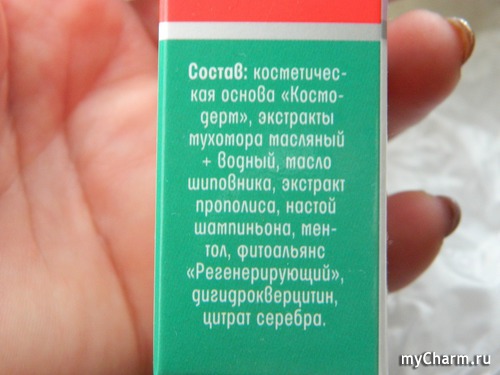 Состав: косметичес-
кая основа «Космо-
дерм», экстракты
мухомора масляный
+ водный, масло
шиповника, экстракт
прополиса, настой
шампиньона, мен-
тол, фитоальянс
«Регенерирующий»,
дигидрокверцитин,
цитрат серебра.
myCharm.ru